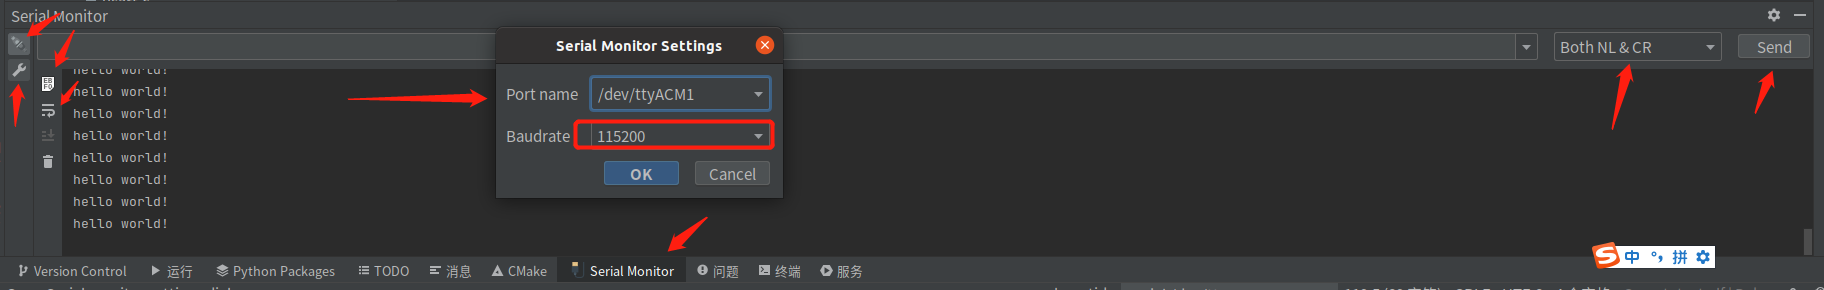 Serial Monitor
Serial Monitor Settings
Both NL & CR
Send
hello world!
Port name
/dev/ttyACM1
hello world!
hello world!
hello world!
Baudrate
115200
hello world!
hello world!
OK
Cancel
hello world!
hello world!
中 °, 拼
Version Control
运行
Python Packages
TODO
消息
CMake
Serial Monitor
问题
终端
服务